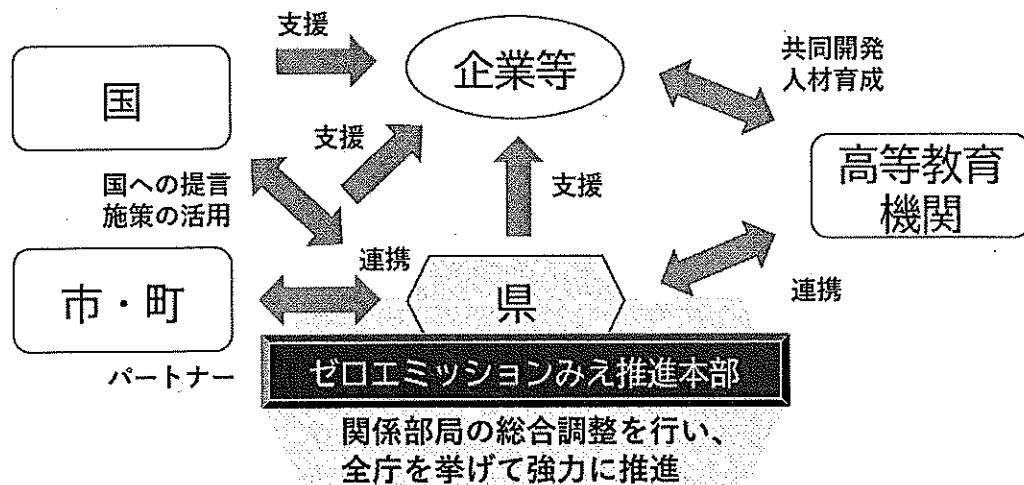 支援
国
企業等
共同開発
人材育成
支援
支援
国への提言
施策の活用
高等教育
機関
連携
市・町
県
連携
パートナー
ゼロエミッションみえ推進本部
関係部局の総合調整を行い、
全庁を挙げて強力に推進